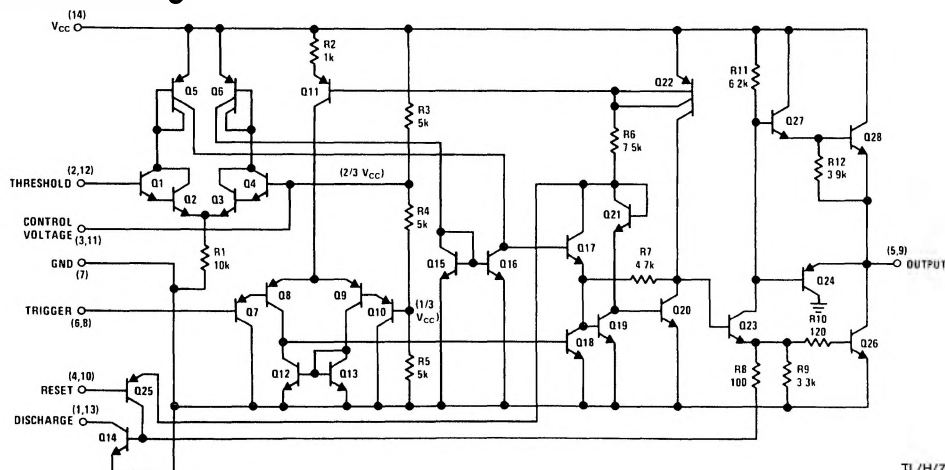 VCC (14)
R2
1k
Q5
Q6
Q11
R3
5k
Q22
R11
6 2k
Q27
Q28
R6
7 5k
R12
3 9k
(2,12)
THRESHOLD
Q1
Q2
Q3
Q4
(2/3 VCC)
R4
5k
Q21
CONTROL
VOLTAGE
(3,11)
R1
10k
Q15
Q16
Q17
R7
4 7k
GND
(7)
Q24
(5,9)
OUTPUT
Q8
Q9
TRIGGER
(6,8)
Q7
Q10
(1/3
VCC)
Q18
Q19
Q20
Q23
R10
120
Q26
Q12
Q13
R5
5k
R8
100
R9
3 3k
RESET
(4,10)
Q25
DISCHARGE
(1,13)
Q14
TL/H/7